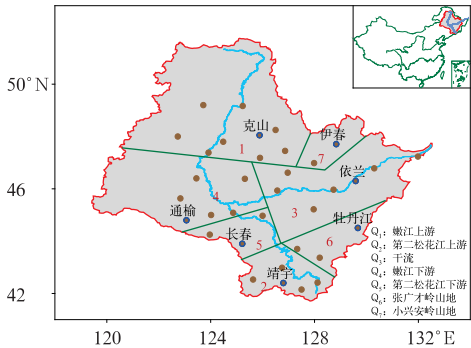 50°N
46
42
120
124
128
132°E
克山
伊春
1
7
依兰
4
通榆
3
牡丹江
长春
5
6
靖宇
2
Q₁：嫩江上游
Q₂：第二松花江上游
Q₃：干流
Q₄：嫩江下游
Q₅：第二松花江下游
Q₆：张广才岭山地
Q₇：小兴安岭山地